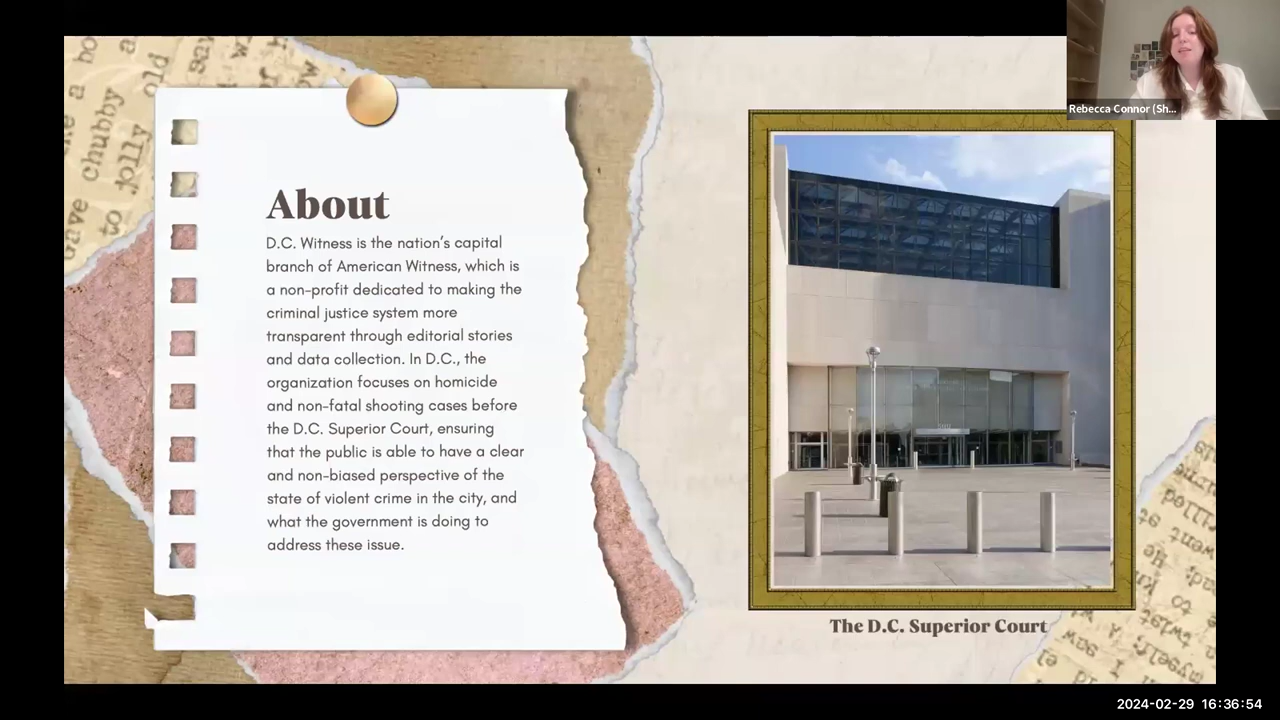 Rebecca Connor (Sh...
About
D.C. Witness is the nation's capital
branch of American Witness, which is
a non-profit dedicated to making the
criminal justice system more
transparent through editorial stories
and data collection. In D.C., the
organization focuses on homicide
and non-fatal shooting cases before
the D.C. Superior Court, ensuring
that the public is able to have a clear
and non-biased perspective of the
state of violent crime in the city, and
what the government is doing to
address these issue.
The D.C. Superior Court
chubby
old
jolly
to
2024-02-29 16:36:54